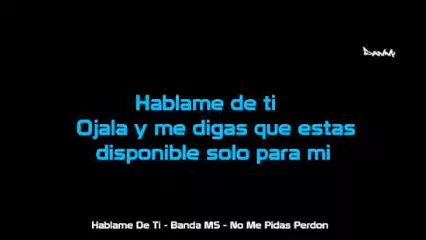 Hablame de ti
Ojala y me digas que estas
disponible solo para mi
Hablame De Ti - Banda MS - No Me Pidas Perdon